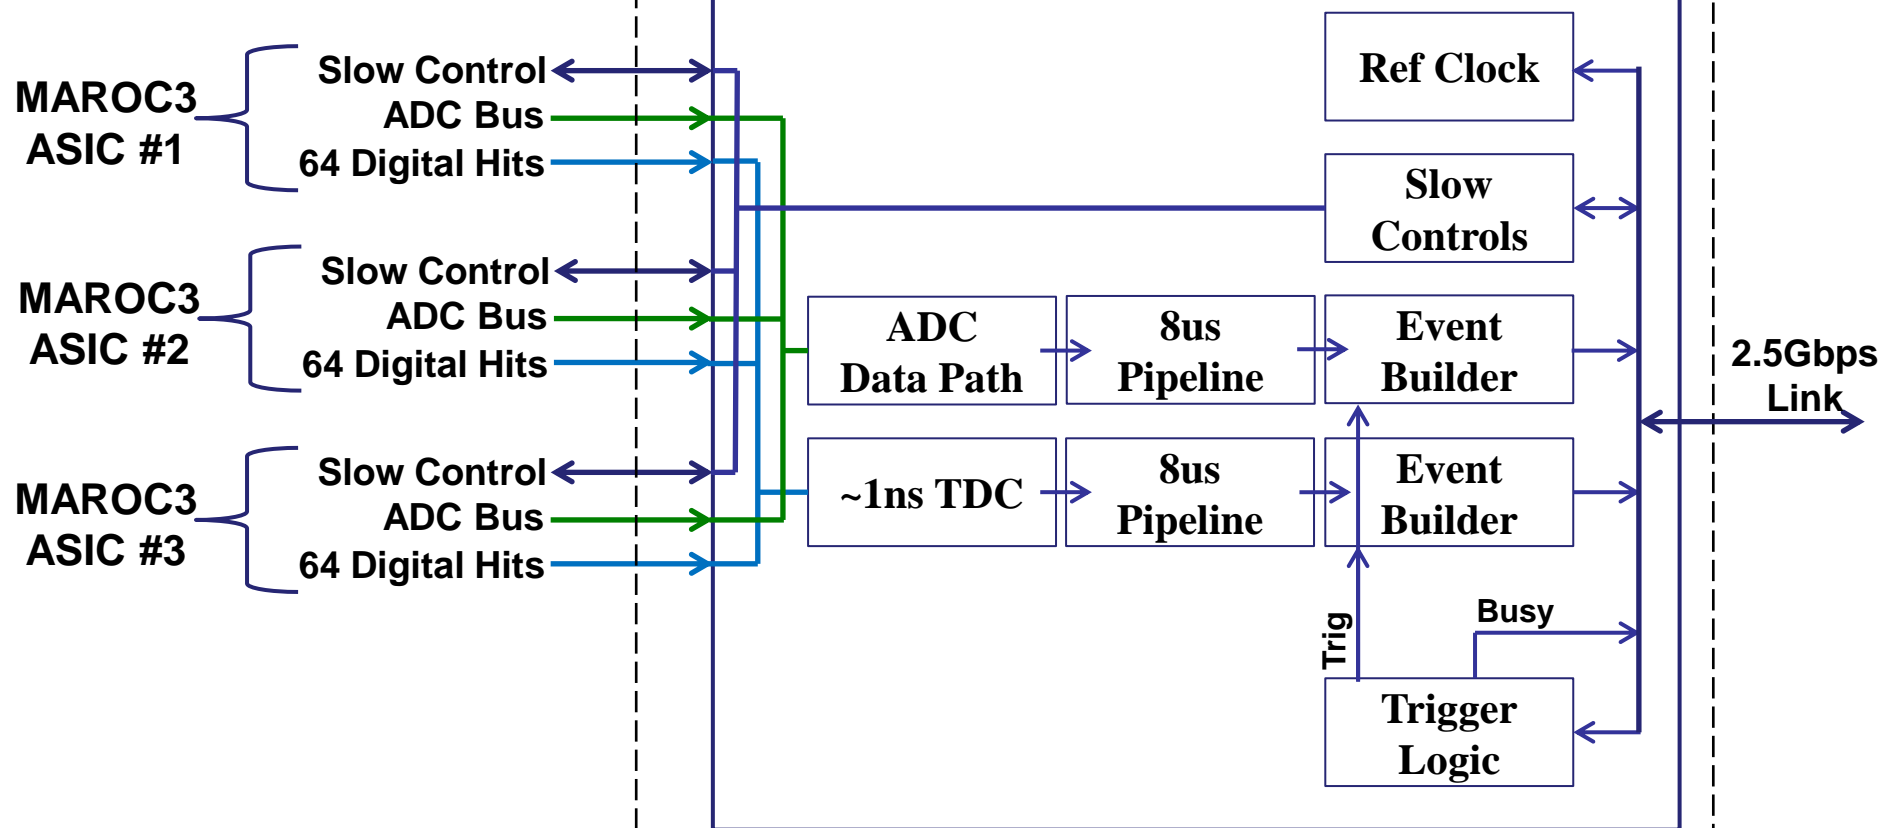 MAROC3
ASIC #1
Slow Control
ADC Bus
64 Digital Hits
MAROC3
ASIC #2
Slow Control
ADC Bus
64 Digital Hits
MAROC3
ASIC #3
Slow Control
ADC Bus
64 Digital Hits
Ref Clock
Slow
Controls
ADC
Data Path
8us
Pipeline
Event
Builder
~1ns TDC
8us
Pipeline
Event
Builder
Trig
Busy
Trigger
Logic
2.5Gbps
Link